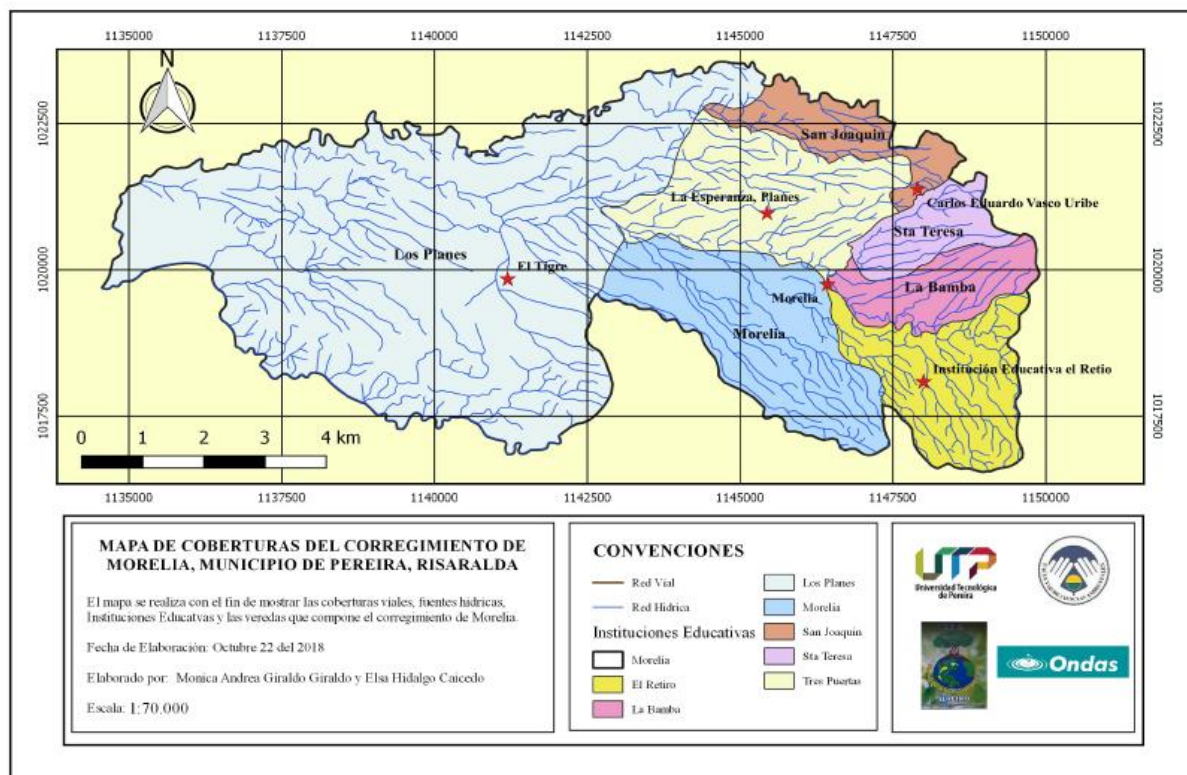 1135000 1137500 1140000 1142500 1145000 1147500 1150000
N
1022500
1022500
San Joaquin
La Esperanza, Planes
Carlos Eduardo Vasco Uribe
Sta Teresa
Los Planes
El Tigre
1020000
1020000
La Bamba
Morelia
Morelia
Institución Educativa el Retio
1017500
1017500
0 1 2 3 4 km
1135000 1137500 1140000 1142500 1145000 1147500 1150000
MAPA DE COBERTURAS DEL CORREGIMIENTO DE
MORELIA, MUNICIPIO DE PEREIRA, RISARALDA
El mapa se realiza con el fin de mostrar las coberturas viales, fuentes hidricas,
Instituciones Educatvas y las veredas que compone el corregimiento de Morelia.
Fecha de Elaboración: Octubre 22 del 2018
Elaborado por: Monica Andrea Giraldo Giraldo y Elsa Hidalgo Caicedo
Escala: 1:70.000
CONVENCIONES
Red Vial
Red Hidrica
Instituciones Educativas
Morelia
El Retiro
La Bamba
Los Planes
Morelia
San Joaquin
Sta Teresa
Tres Puertas
UTP
Universidad Tecnológica
de Pereira
Ondas